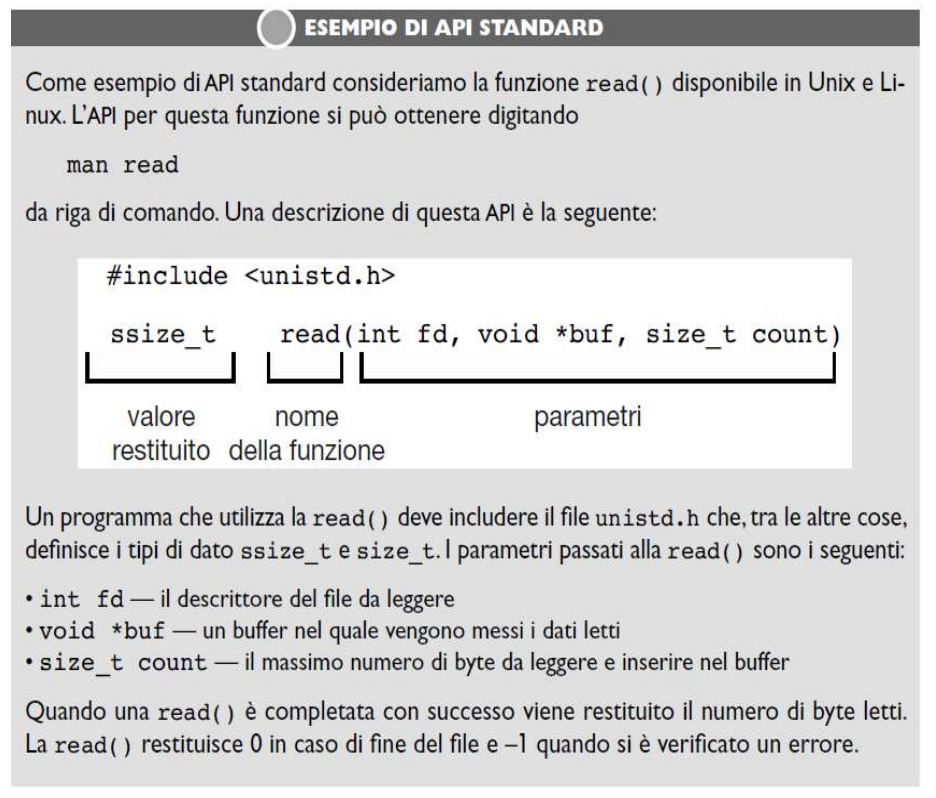 ESEMPIO DI API STANDARD
Come esempio di API standard consideriamo la funzione read() disponibile in Unix e Li-
nux. L'API per questa funzione si può ottenere digitando
man read
da riga di comando. Una descrizione di questa API è la seguente:
#include <unistd.h>
ssize_t read(int fd, void *buf, size_t count)
valore nome parametri
restituito della funzione
Un programma che utilizza la read() deve includere il file unistd.h che, tra le altre cose,
definisce i tipi di dato ssize_t e size_t. I parametri passati alla read() sono i seguenti:
• int fd — il descrittore del file da leggere
• void *buf — un buffer nel quale vengono messi i dati letti
• size_t count — il massimo numero di byte da leggere e inserire nel buffer
Quando una read() è completata con successo viene restituito il numero di byte letti.
La read() restituisce 0 in caso di fine del file e –1 quando si è verificato un errore.